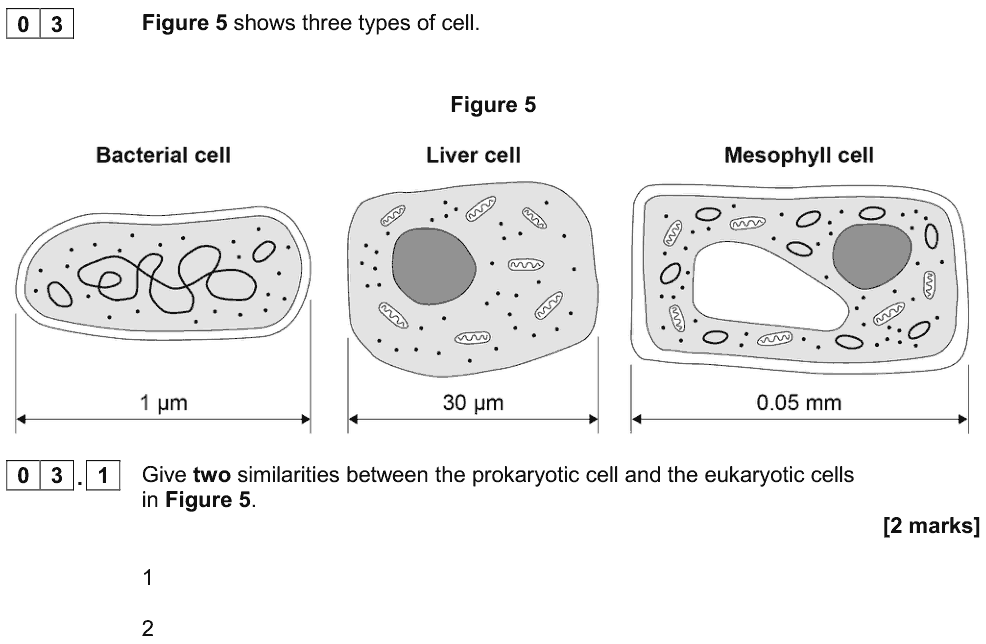 0 3 Figure 5 shows three types of cell.
Figure 5
Bacterial cell Liver cell Mesophyll cell
1 µm 30 µm 0.05 mm
0 3 . 1 Give two similarities between the prokaryotic cell and the eukaryotic cells
in Figure 5.
[2 marks]
1
2